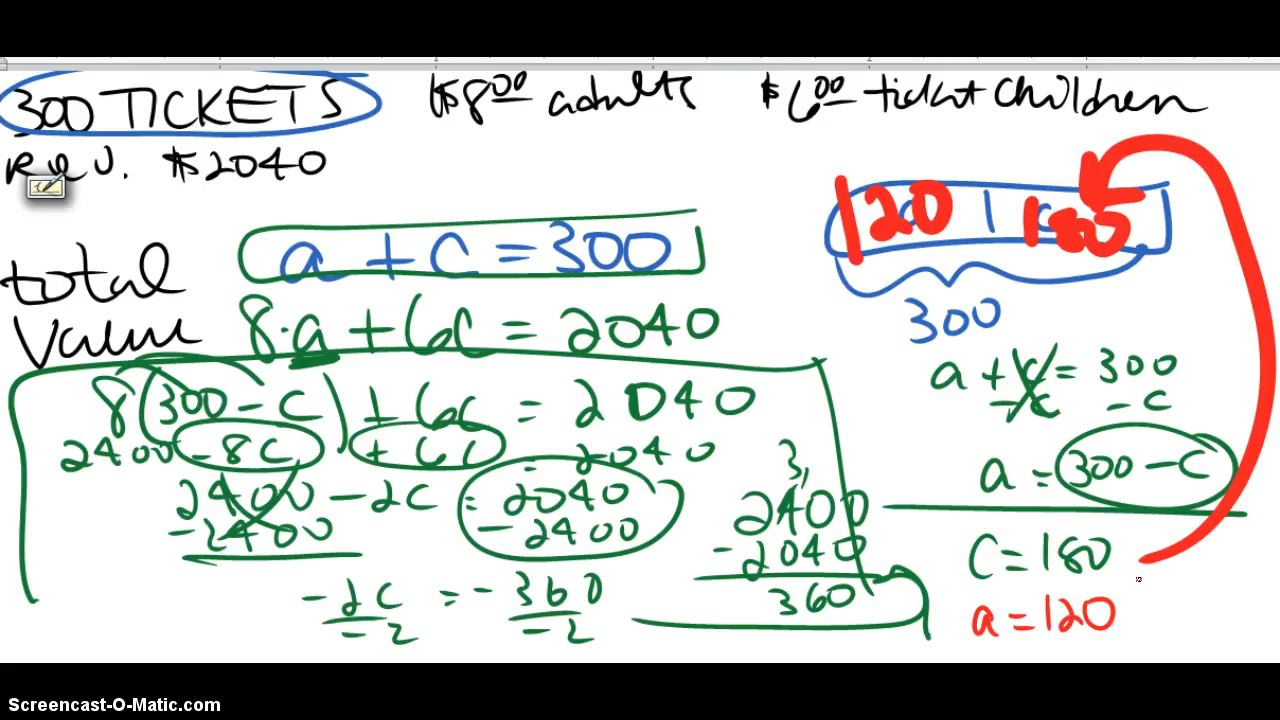 300 TICKETS $8.00 adults $6.00 ticket children
Rev. $2040
120 | 180
300
total
value
a + c = 300
8·a + 6c = 2040
8(300 - c) + 6c = 2040
2400 - 8c + 6c = 2040
2400 - 2c = 2040
-2400 -2400
-2c = -360
-2 -2
3,
2400
-2040
360
a + c = 300
-c -c
a = 300 - c
c = 180
a = 120
Screencast-O-Matic.com